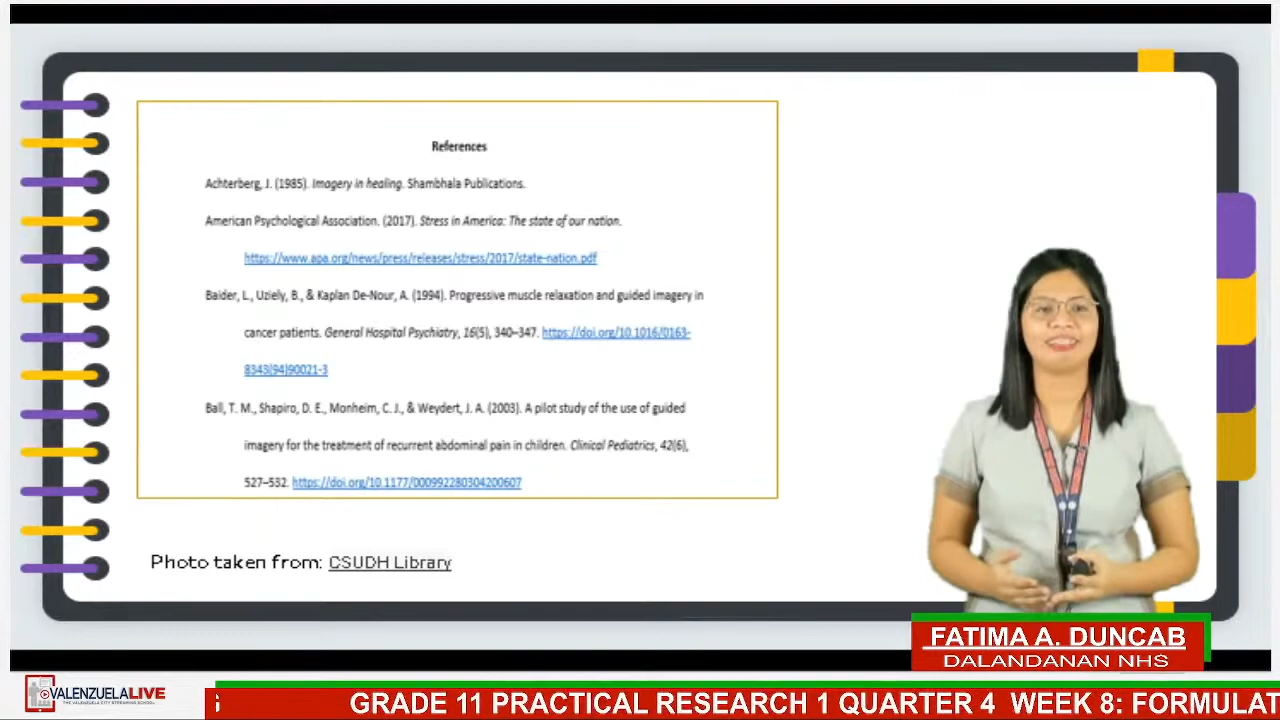 References
Achterberg, J. (1985). Imagery in healing. Shambhala Publications.
American Psychological Association. (2017). Stress in America: The state of our nation.
https://www.apa.org/news/press/releases/stress/2017/state-nation.pdf
Baider, L., Uziely, B., & Kaplan De-Nour, A. (1994). Progressive muscle relaxation and guided imagery in
cancer patients. General Hospital Psychiatry, 16(5), 340–347. https://doi.org/10.1016/0163-
8343(94)90021-3
Ball, T. M., Shapiro, D. E., Monheim, C. J., & Weydert, J. A. (2003). A pilot study of the use of guided
imagery for the treatment of recurrent abdominal pain in children. Clinical Pediatrics, 42(6),
527–532. https://doi.org/10.1177/000992280304200607
Photo taken from: CSUDH Library
FATIMA A. DUNCAB
DALANDANAN NHS
VALENZUELALIVE
THE VALENZUELA CITY STREAMING SCHOOL
GRADE 11 PRACTICAL RESEARCH 1 QUARTER 4 WEEK 8: FORMULAT